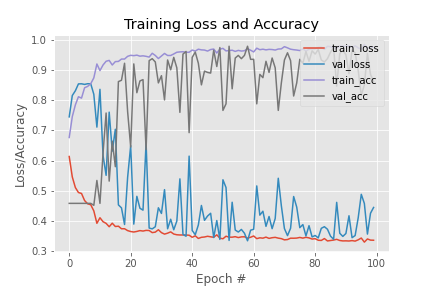 Training Loss and Accuracy
1.0
0.9
0.8
0.7
0.6
0.5
0.4
0.3
Loss/Accuracy
0 20 40 60 80 100
Epoch #
train_loss
val_loss
train_acc
val_acc